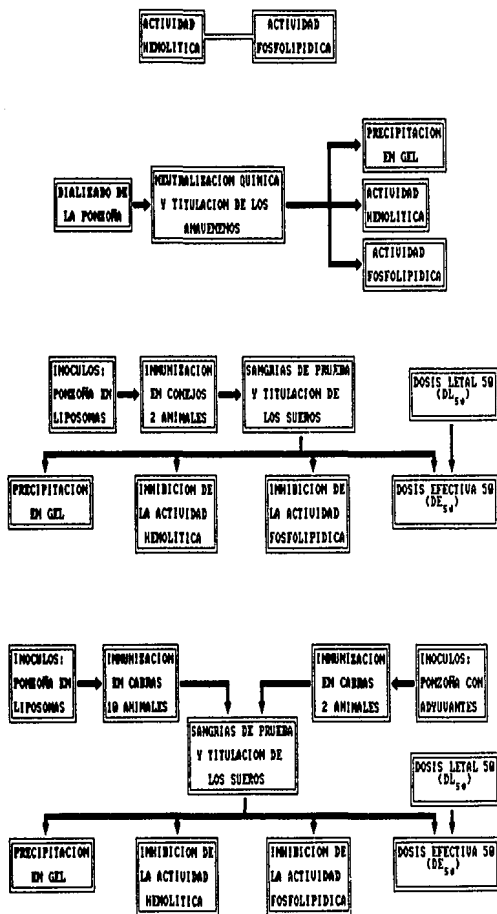 ACTIVIDAD
HEMOLITICA
ACTIVIDAD
FOSFOLIPIDICA
PRECIPITACION
EN GEL
DIALIZADO DE
LA PONZOÑA
NEUTRALIZACION QUIMICA
Y TITULACION DE LOS
ANAVENENOS
ACTIVIDAD
HEMOLITICA
ACTIVIDAD
FOSFOLIPIDICA
INOCULOS:
PONZOÑA EN
LIPOSOMAS
INMUNIZACION
EN CONEJOS
2 ANIMALES
SANGRIAS DE PRUEBA
Y TITULACION DE
LOS SUEROS
DOSIS LETAL 50
(DL50)
PRECIPITACION
EN GEL
INHIBICION DE
LA ACTIVIDAD
HEMOLITICA
INHIBICION DE
LA ACTIVIDAD
FOSFOLIPIDICA
DOSIS EFECTIVA 50
(DE50)
INOCULOS:
PONZOÑA EN
LIPOSOMAS
INMUNIZACION
EN CABRAS
10 ANIMALES
INMUNIZACION
EN CABRAS
2 ANIMALES
INOCULOS:
PONZOÑA CON
ADYUVANTES
SANGRIAS DE PRUEBA
Y TITULACION DE
LOS SUEROS
DOSIS LETAL 50
(DL50)
PRECIPITACION
EN GEL
INHIBICION DE
LA ACTIVIDAD
HEMOLITICA
INHIBICION DE
LA ACTIVIDAD
FOSFOLIPIDICA
DOSIS EFECTIVA 50
(DE50)